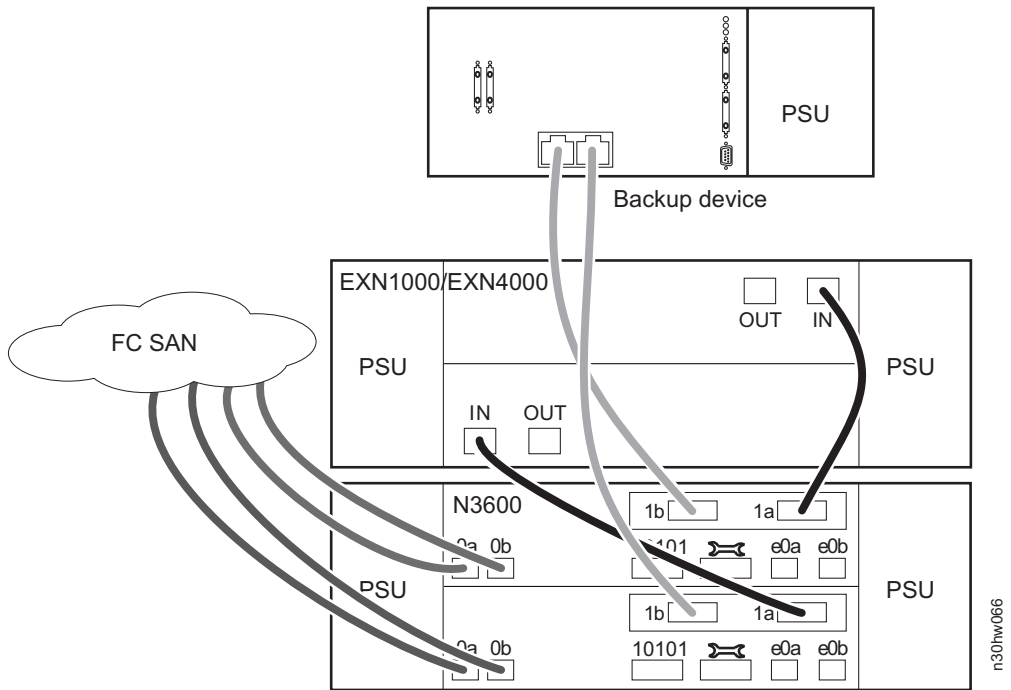 PSU
Backup device
EXN1000/EXN4000
OUT IN
FC SAN
PSU
PSU
IN OUT
N3600
1b 1a
0b
e0a e0b
PSU
PSU
1b 1a
0b
10101
e0a e0b
n30hw066